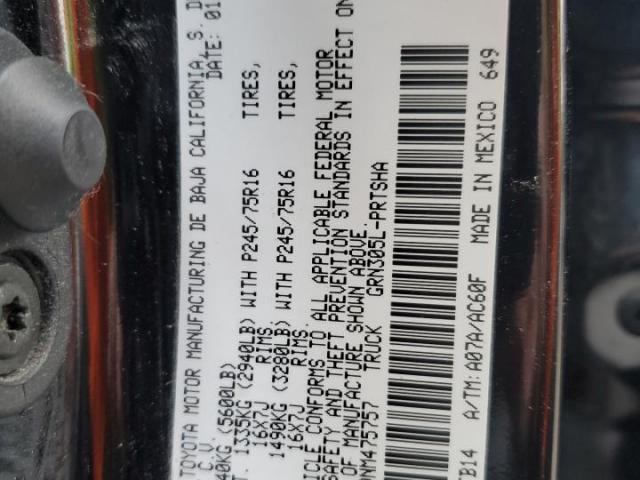 TOYOTA MOTOR MANUFACTURING DE BAJA CALIFORNIA, S. D
C.V. DATE: 01
40KG (5600LB)
T. 1335KG (2940LB) WITH P245/75R16 TIRES,
16X7J RIMS.
1490KG (3280LB) WITH P245/75R16 TIRES,
16X7J RIMS.
ICLE CONFORMS TO ALL APPLICABLE FEDERAL MOTOR
SAFETY AND THEFT PREVENTION STANDARDS IN EFFECT ON
OF MANUFACTURE SHOWN ABOVE.
NM475757 TRUCK GRN305L-PRTSHA
TB14 A/TM:A07A/AC60F MADE IN MEXICO 649